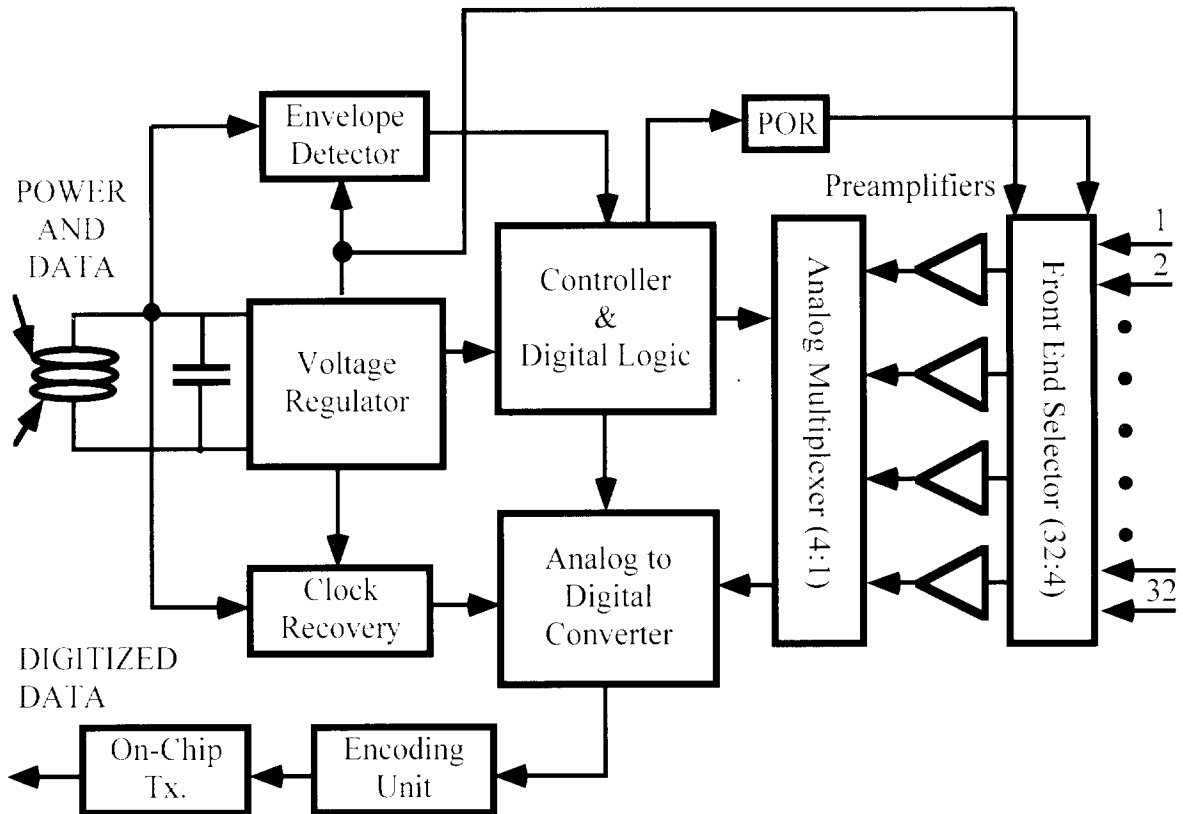 Envelope
Detector
POR
POWER
AND
DATA
Preamplifiers
1
2
Controller
&
Digital Logic
Analog Multiplexer (4:1)
Front End Selector (32:4)
Voltage
Regulator
Analog to
Digital
Converter
Clock
Recovery
32
DIGITIZED
DATA
On-Chip
Tx.
Encoding
Unit